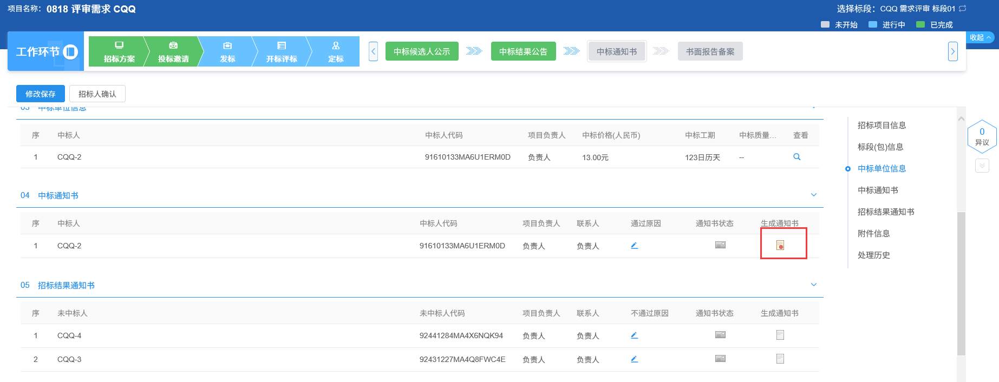 项目名称： 0818 评审需求 CQQ
选择标段： CQQ 需求评审 标段01
未开始 进行中 已完成
收起
工作环节
招标方案 投标邀请 发标 开标评标 定标
中标候选人公示 中标结果公告 中标通知书 书面报告备案
修改保存 招标人确认
03 中标单位信息
序 中标人 中标人代码 项目负责人 中标价格(人民币) 中标工期 中标质量... 查看
1 CQQ-2 91610133MA6U1ERM0D 负责人 13.00元 123日历天 --
04 中标通知书
序 中标人 中标人代码 项目负责人 联系人 通过原因 通知书状态 生成通知书
1 CQQ-2 91610133MA6U1ERM0D 负责人 负责人
05 招标结果通知书
序 未中标人 未中标人代码 项目负责人 联系人 不通过原因 通知书状态 生成通知书
1 CQQ-4 92441284MA4X6NQK94 负责人 负责人
2 CQQ-3 92431227MA4Q8FWC4E 负责人 负责人
招标项目信息
标段(包)信息
中标单位信息
中标通知书
招标结果通知书
附件信息
处理历史
0
异议